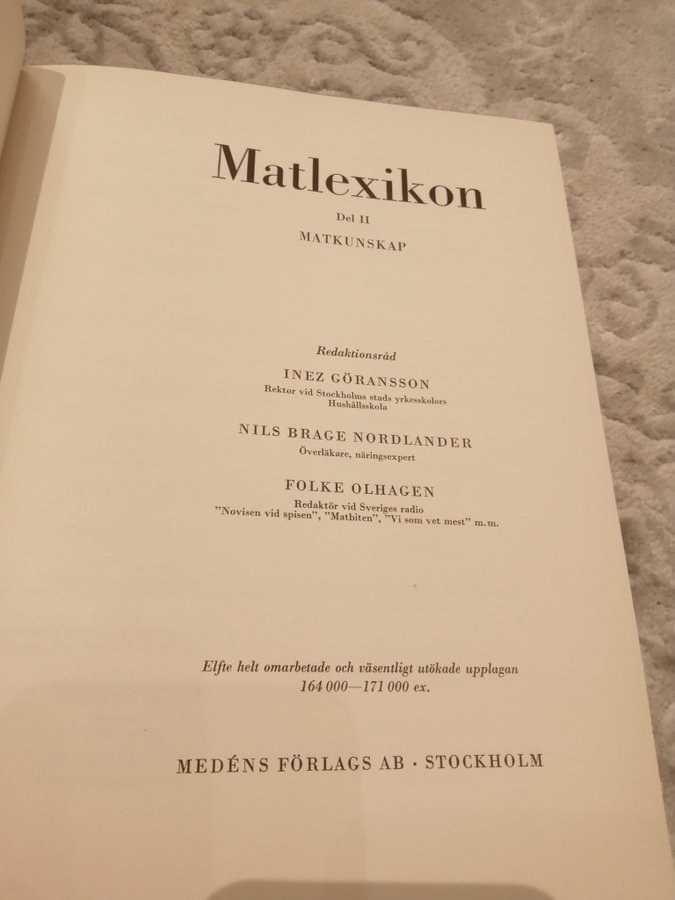 Matlexikon
Del II
MATKUNSKAP
Redaktionsråd
INEZ GÖRANSSON
Rektor vid Stockholms stads yrkesskolors
Hushållsskola
NILS BRAGE NORDLANDER
Överläkare, näringsexpert
FOLKE OLHAGEN
Redaktör vid Sveriges radio
”Novisen vid spisen”, ”Matbiten”, ”Vi som vet mest” m.m.
Elfte helt omarbetade och väsentligt utökade upplagan
164 000—171 000 ex.
MEDÉNS FÖRLAGS AB · STOCKHOLM